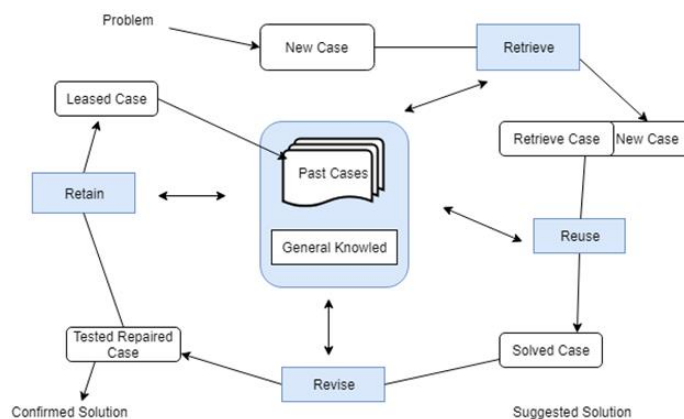 Problem
New Case
Retrieve
Leased Case
Retrieve Case
New Case
Past Cases
Retain
Reuse
General Knowled
Tested Repaired
Case
Solved Case
Revise
Confirmed Solution
Suggested Solution